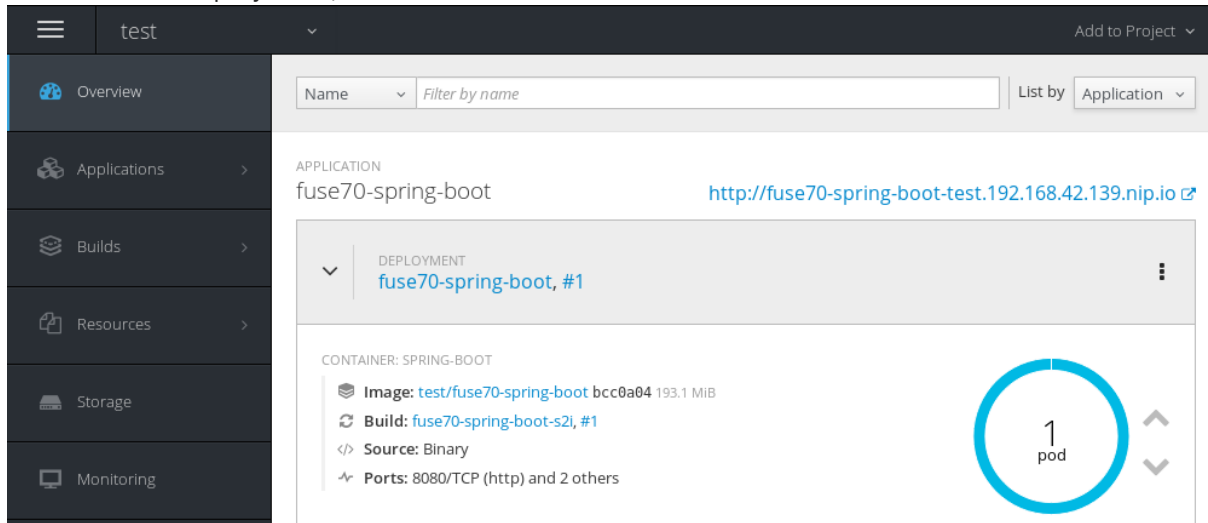 test
Add to Project
Overview
Applications
Builds
Resources
Storage
Monitoring
Name
Filter by name
List by
Application
APPLICATION
fuse70-spring-boot
http://fuse70-spring-boot-test.192.168.42.139.nip.io
DEPLOYMENT
fuse70-spring-boot, #1
CONTAINER: SPRING-BOOT
Image: test/fuse70-spring-boot bcc0a04 193.1 MiB
Build: fuse70-spring-boot-s2i, #1
Source: Binary
Ports: 8080/TCP (http) and 2 others
1
pod